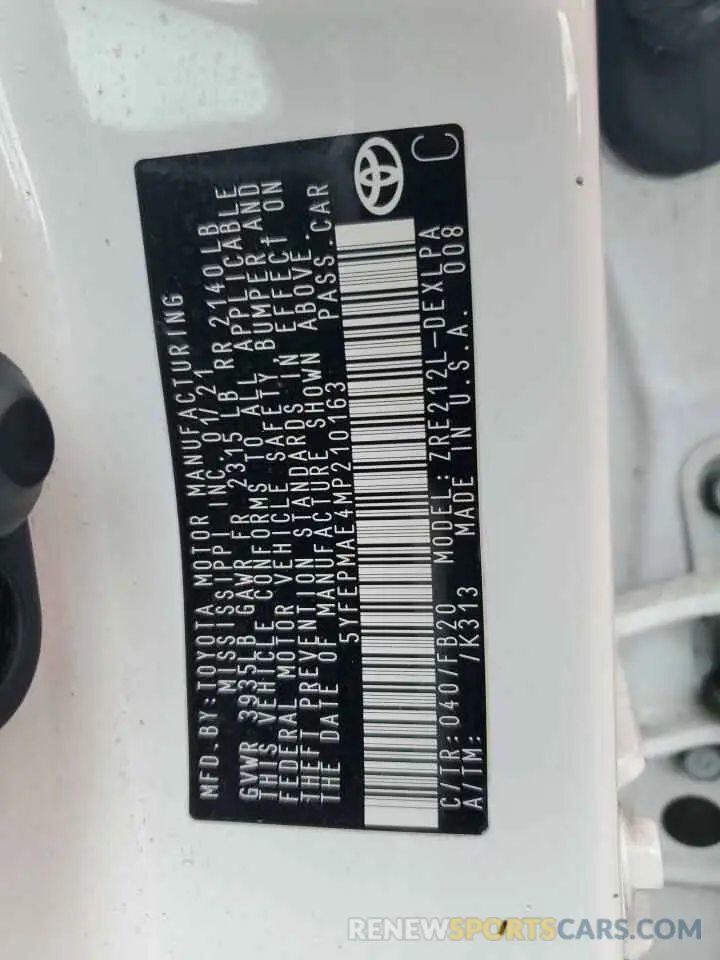 MFD.BY:TOYOTA MOTOR MANUFACTURING
MISSISSIPPI INC. 01/21
GVWR 3935LB GAWR FR 2315 LB RR 2140LB
THIS VEHICLE CONFORMS TO ALL APPLICABLE
FEDERAL MOTOR VEHICLE SAFETY, BUMPER, AND
THEFT PREVENTION STANDARDS IN EFFECT ON
THE DATE OF MANUFACTURE SHOWN ABOVE.
5YFEPMAE4MP210163 PASS.CAR
C/TR: 040/FB20 MODEL: ZRE212L-DEXLPA
A/TM: /K313 MADE IN U.S.A. 008
C
RENEWSPORTSCARS.COM